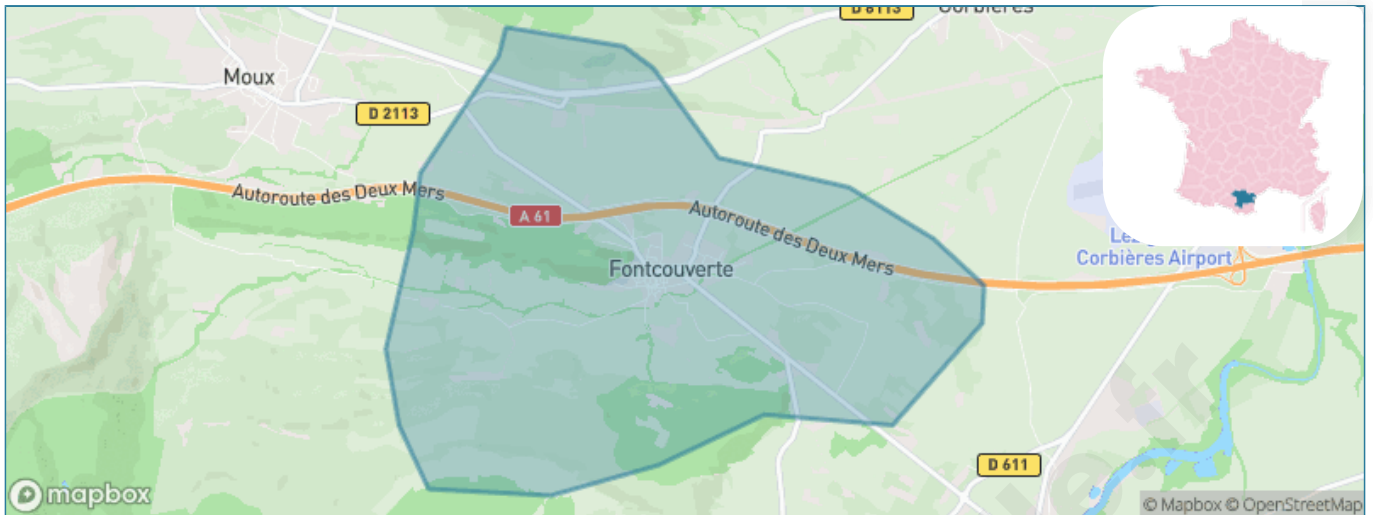 D 6113
Corbières
Moux
D 2113
Autoroute des Deux Mers
A 61
Autoroute des Deux Mers
Fontcouverte
Corbières Airport
D 611
mapbox
© Mapbox © OpenStreetMap